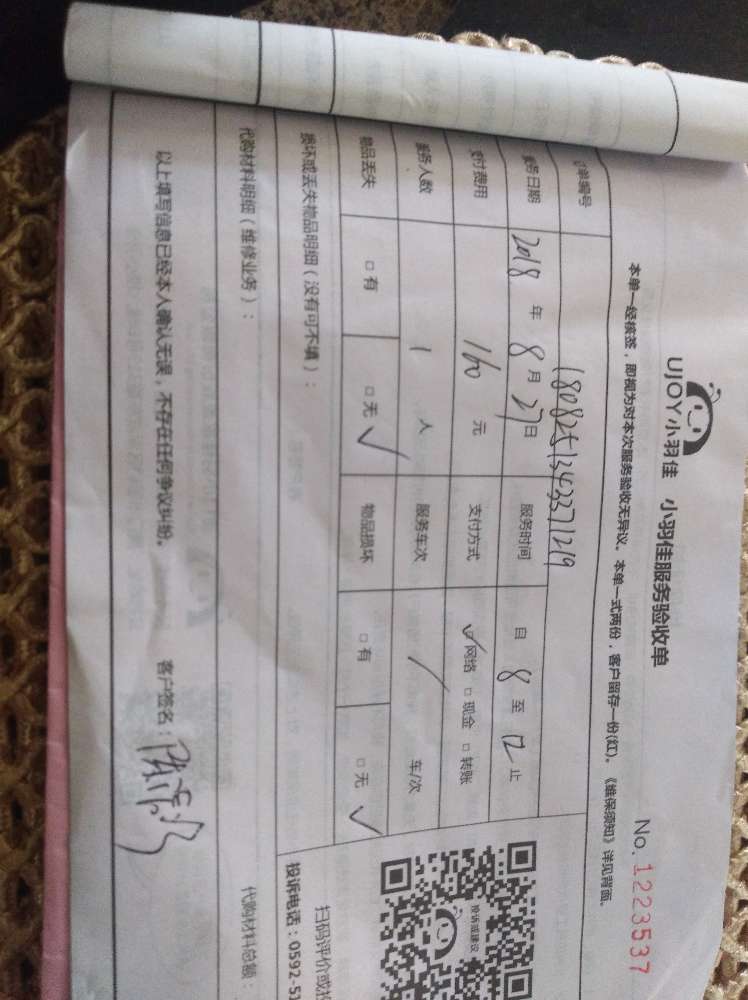 UJOY小羽佳 小羽佳服务验收单
No. 1223537
本单一经核签，即视为对本次服务验收无异议。本单一式两份，客户留存一份(红)。《维保须知》详见背面。
单编号 1808251343371219
服务日期 2018 年 8 月 27 日 服务时间 自 8 至 12 止
支付费用 160 元 支付方式 ☑网络 □现金 □转账
服务人数 1 人 服务车次 / 车/次
物品丢失 □有 □无 ✓ 物品损坏 □有 □无 ✓
损坏或丢失物品明细（没有可不填）：
代购材料明细（维修业务）：
代购材料总额：
以上填写信息已经本人确认无误，不存在任何争议纠纷。 客户签名：
投诉或建议
扫码评价或投
投诉电话：0592-5